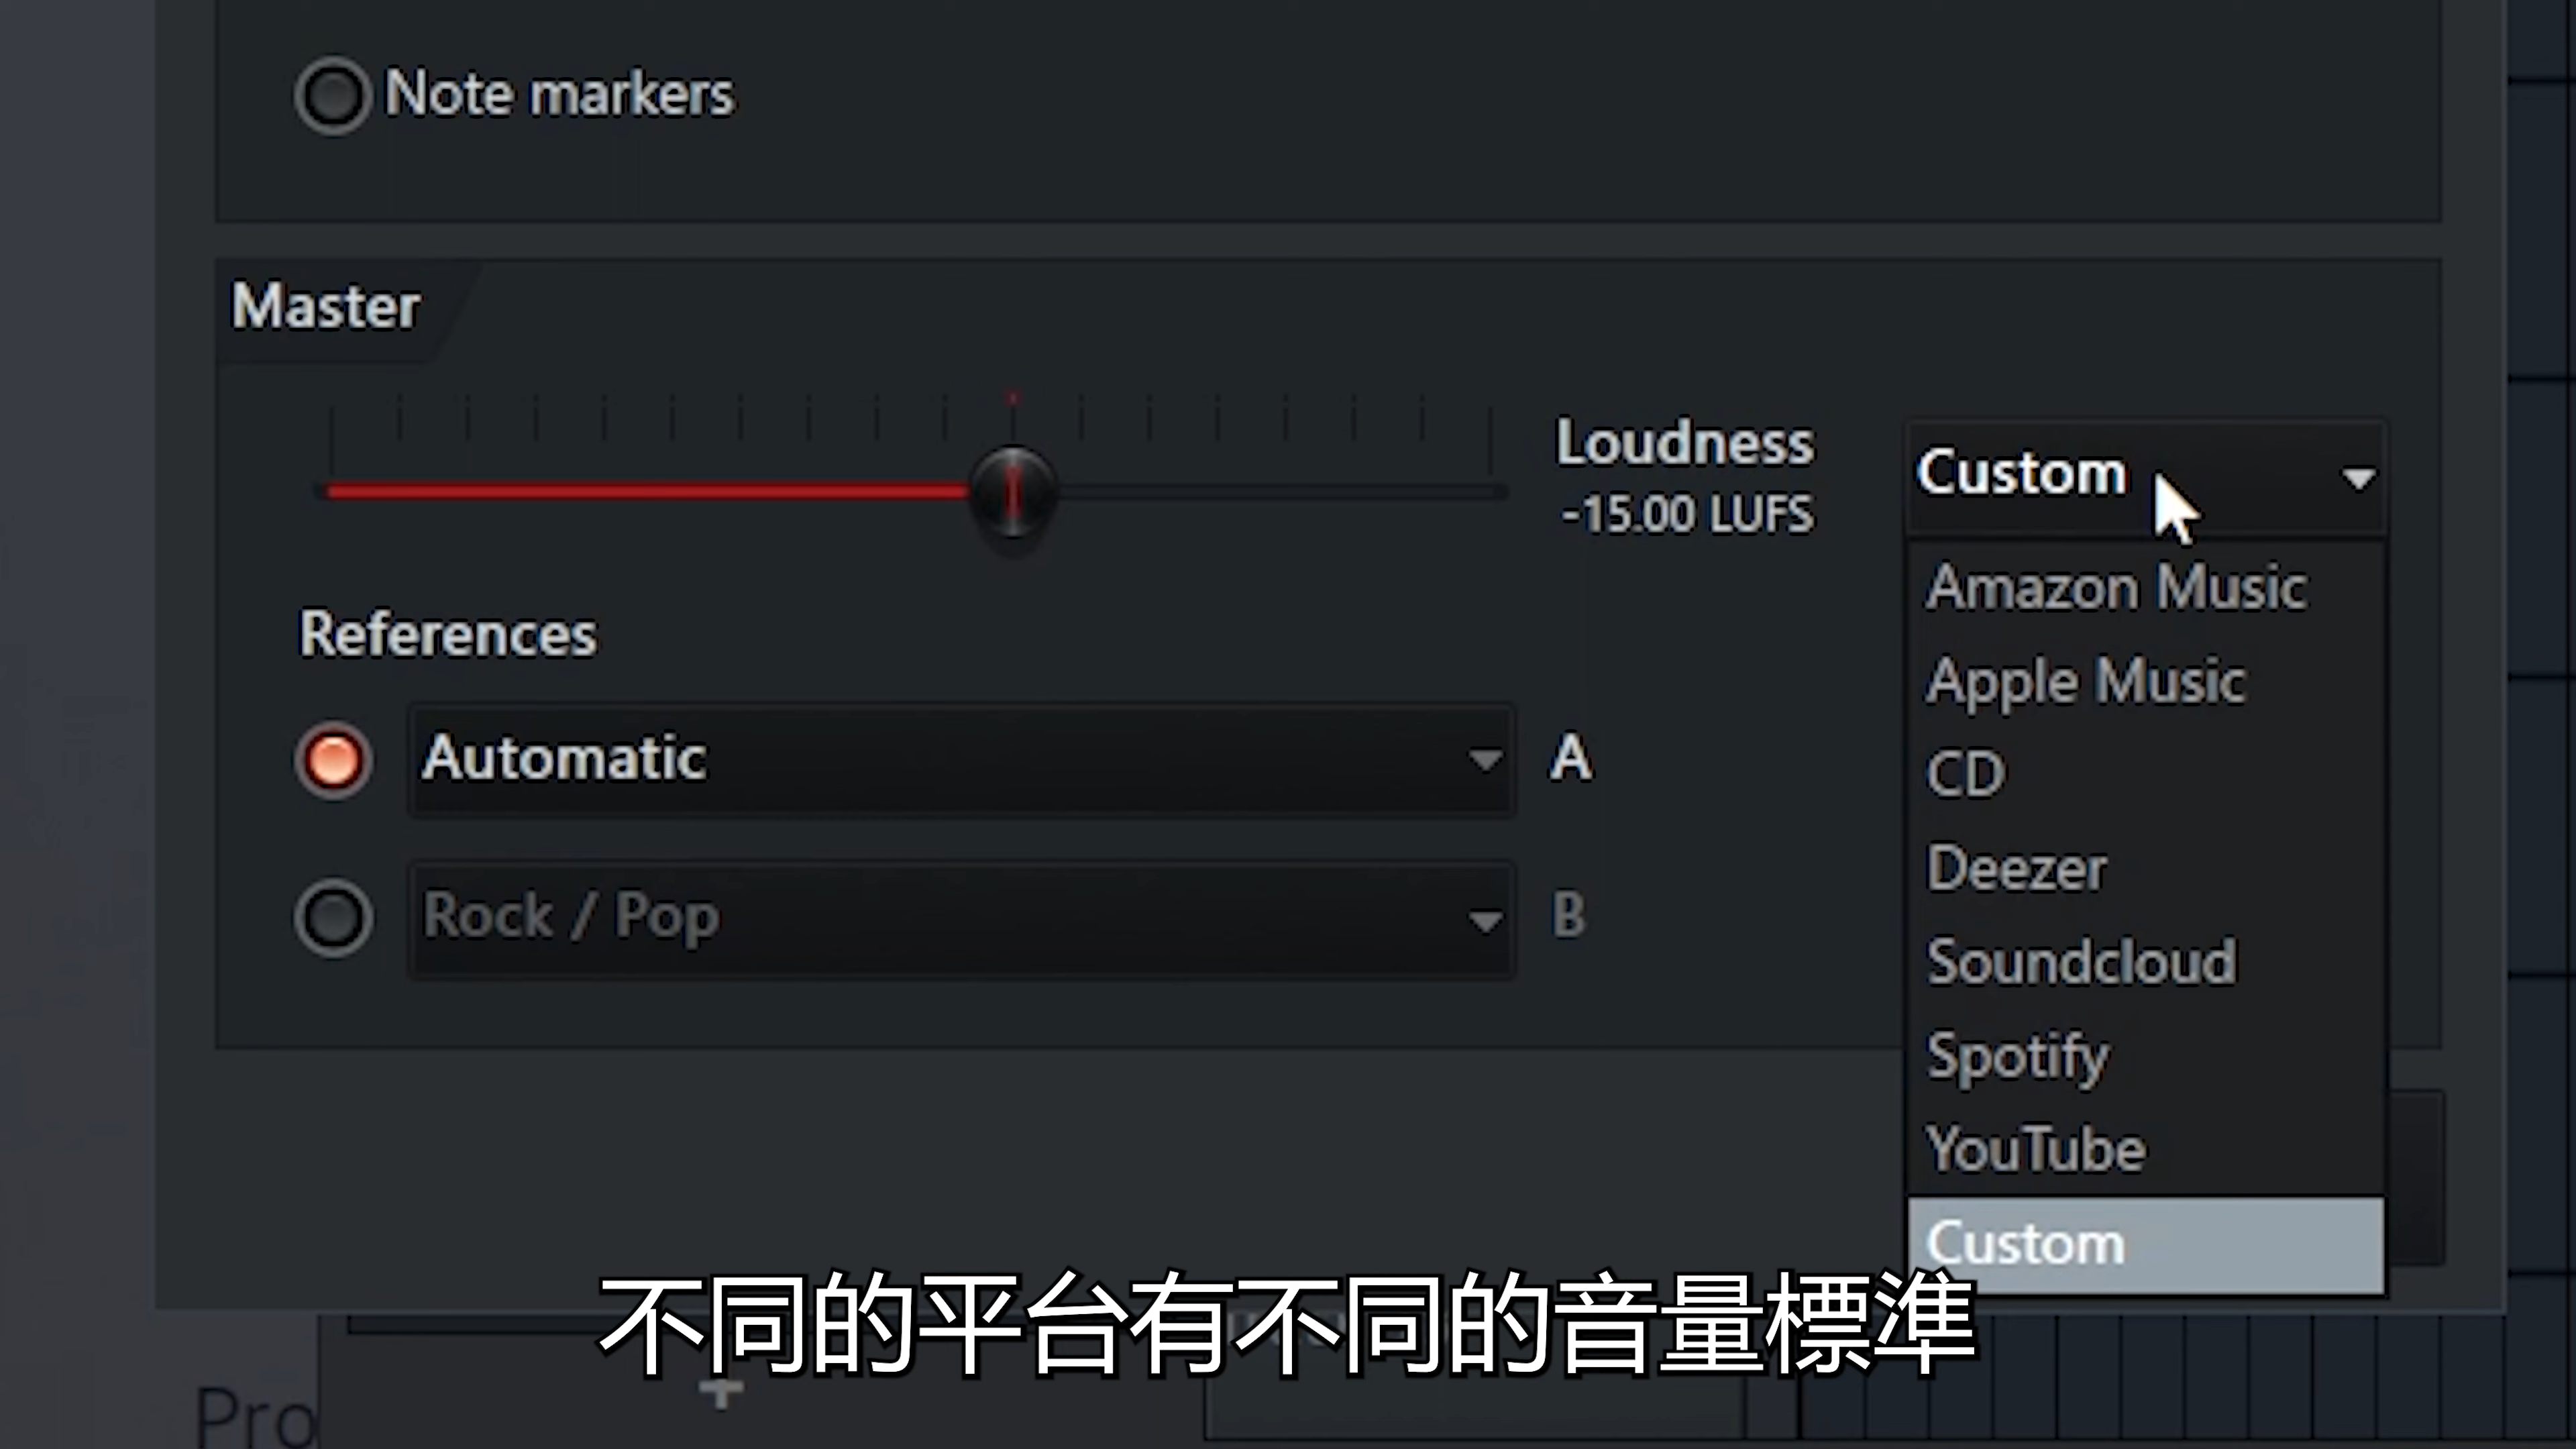 Note markers
Master
Loudness
-15.00 LUFS
Custom
Amazon Music
Apple Music
CD
Deezer
Soundcloud
Spotify
YouTube
Custom
References
Automatic
A
Rock / Pop
B
不同的平台有不同的音量標準
Pro
+